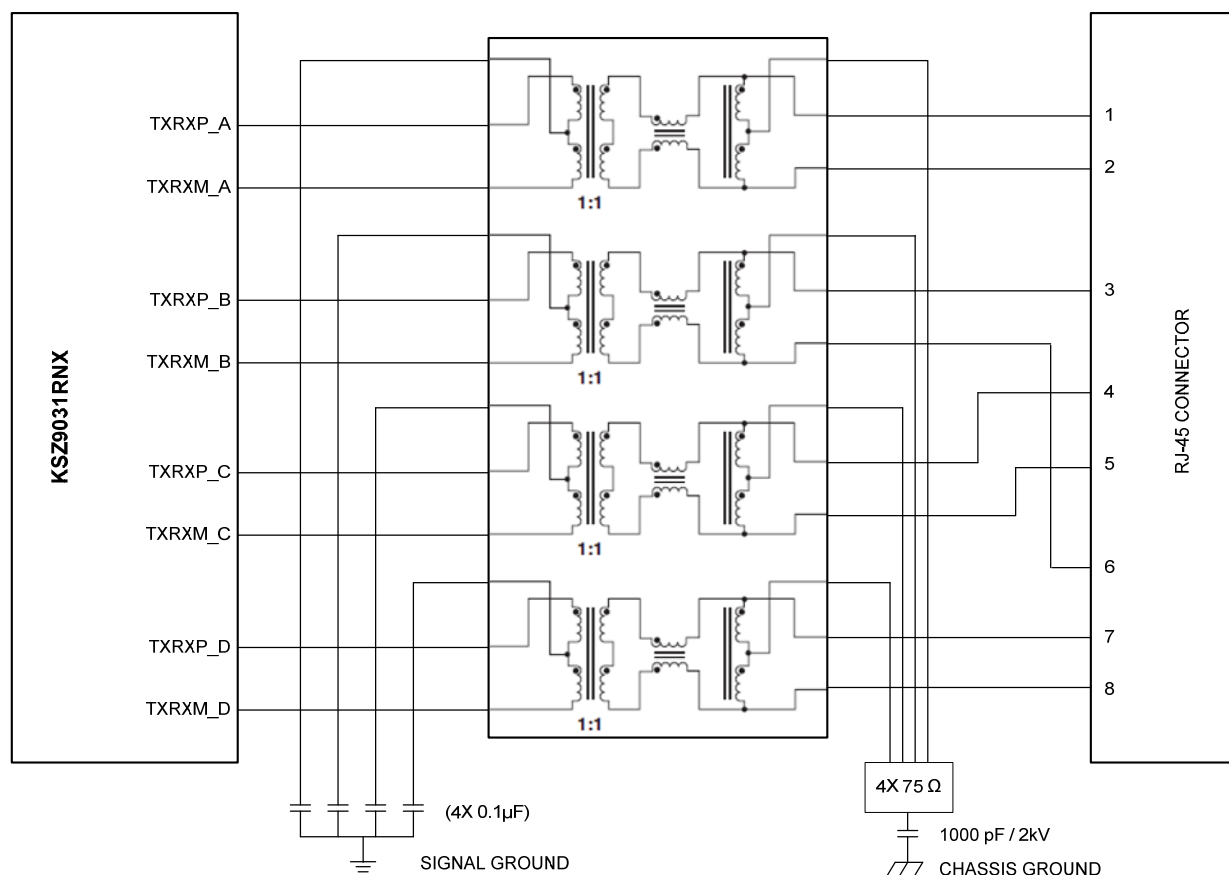 KSZ9031RNX
TXRXP_A
TXRXM_A
TXRXP_B
TXRXM_B
TXRXP_C
TXRXM_C
TXRXP_D
TXRXM_D
1:1
1:1
1:1
1:1
1
2
3
4
5
6
7
8
RJ-45 CONNECTOR
(4X 0.1µF)
SIGNAL GROUND
4X 75 Ω
1000 pF / 2kV
CHASSIS GROUND